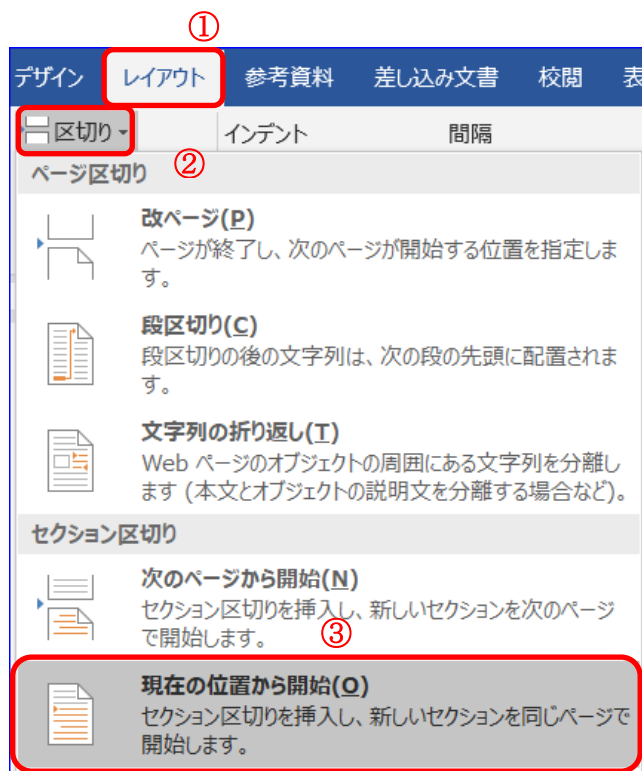 ①
デザイン レイアウト 参考資料 差し込み文書 校閲 表
区切り インデント 間隔
②
ページ区切り
改ページ(P)
ページが終了し、次のページが開始する位置を指定しま
す。
段区切り(C)
段区切りの後の文字列は、次の段の先頭に配置されま
す。
文字列の折り返し(T)
Web ページのオブジェクトの周囲にある文字列を分離し
ます (本文とオブジェクトの説明文を分離する場合など)。
セクション区切り
次のページから開始(N)
セクション区切りを挿入し、新しいセクションを次のページ
で開始します。
③
現在の位置から開始(O)
セクション区切りを挿入し、新しいセクションを同じページで
開始します。